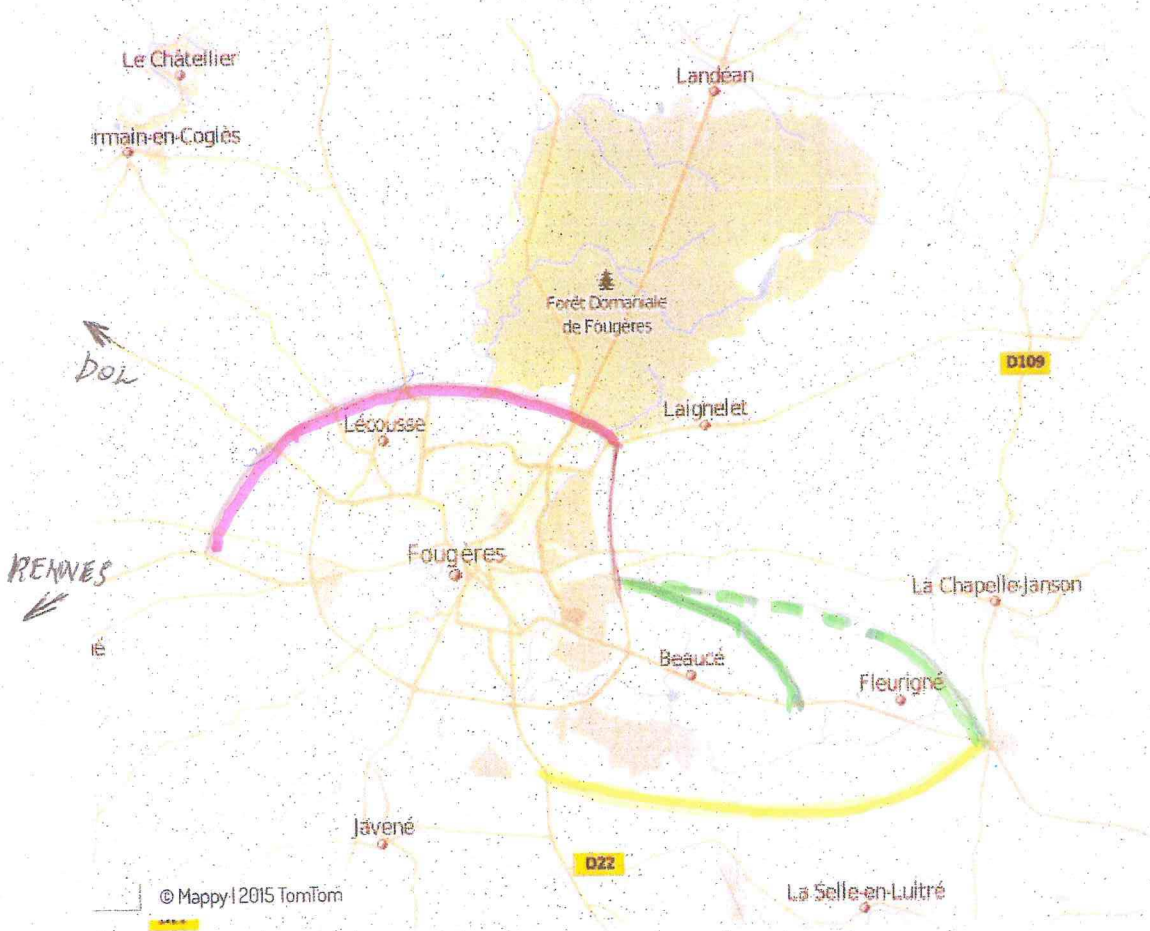 Le Châtellier
Landéan
rmain-en-Coglès
Forêt Domaniale
de Fougères
DOL
D109
Laignelet
Lécousse
Fougères
RENNES
La Chapelle-Janson
é
Beaucé
Fleurigné
Javené
D22
© Mappy | 2015 TomTom
La Selle-en-Luitré